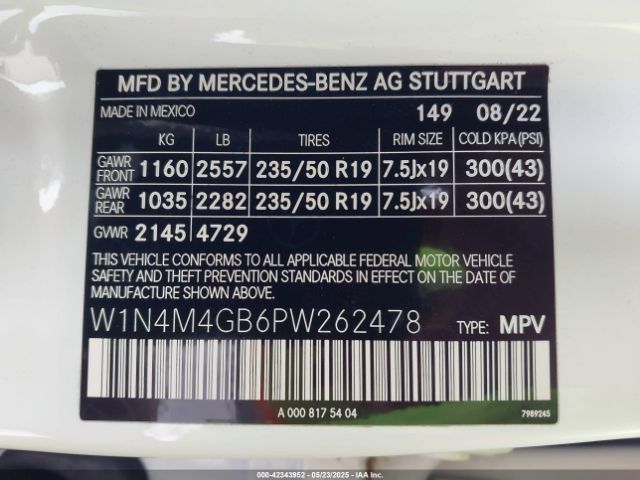 MFD BY MERCEDES-BENZ AG STUTTGART
MADE IN MEXICO 149 08/22
KG LB TIRES RIM SIZE COLD KPA(PSI)
GAWR FRONT 1160 2557 235/50 R19 7.5Jx19 300(43)
GAWR REAR 1035 2282 235/50 R19 7.5Jx19 300(43)
GVWR 2145 4729
THIS VEHICLE CONFORMS TO ALL APPLICABLE FEDERAL MOTOR VEHICLE
SAFETY AND THEFT PREVENTION STANDARDS IN EFFECT ON THE DATE
OF MANUFACTURE SHOWN ABOVE.
W1N4M4GB6PW262478 TYPE: MPV
A 000 817 54 04 7989245
000-42343952 - 05/23/2025 - IAA Inc.